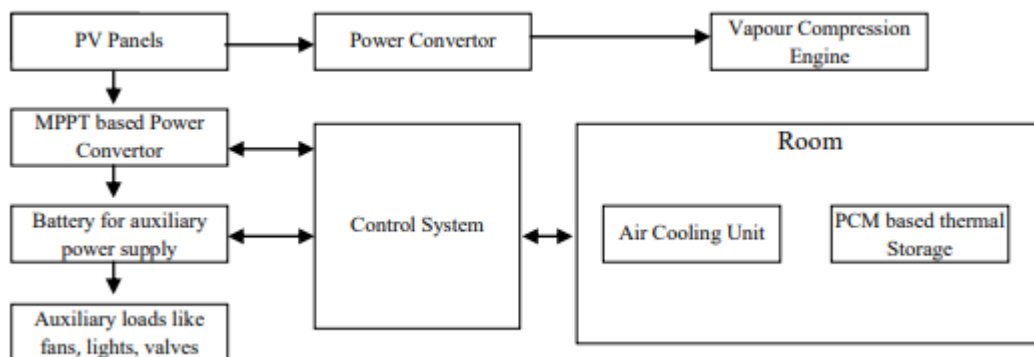 PV Panels
Power Convertor
Vapour Compression
Engine
MPPT based Power
Convertor
Room
Battery for auxiliary
power supply
Control System
Air Cooling Unit
PCM based thermal
Storage
Auxiliary loads like
fans, lights, valves